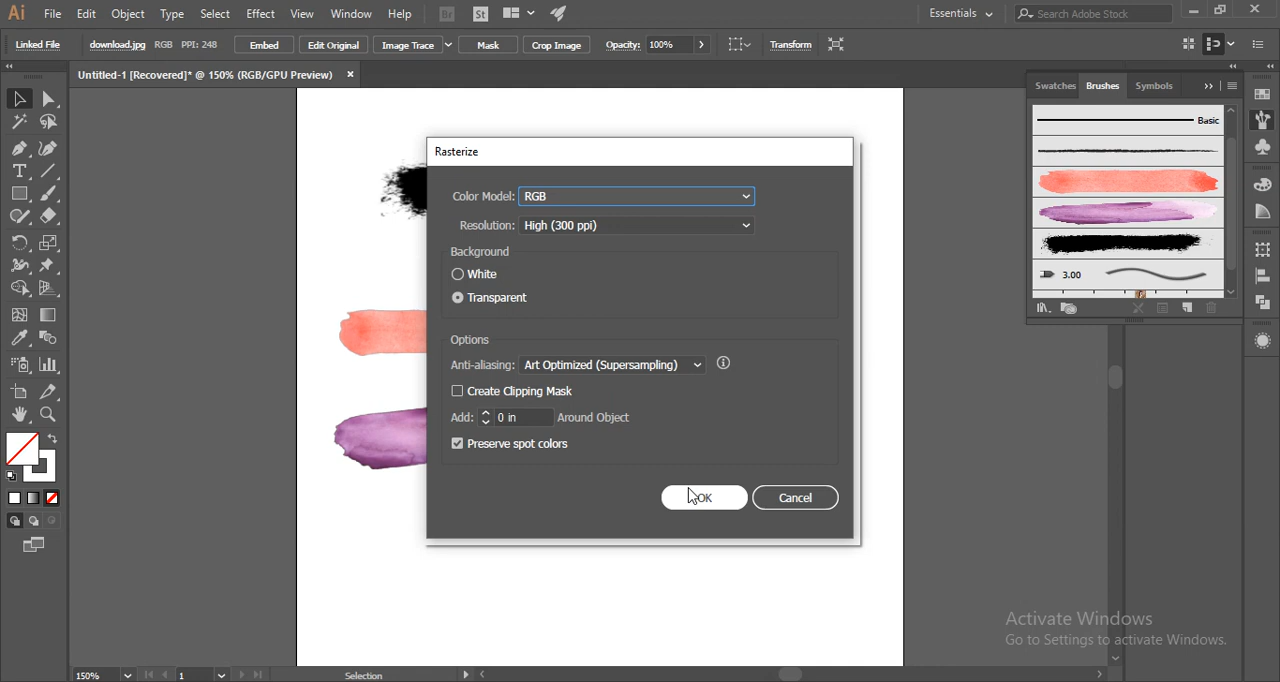 Ai File Edit Object Type Select Effect View Window Help Br St Essentials Search Adobe Stock
Linked File download.jpg RGB PPI: 248 Embed Edit Original Image Trace Mask Crop Image Opacity: 100% Transform
Untitled-1 [Recovered]* @ 150% (RGB/GPU Preview)
Swatches Brushes Symbols
Basic
3.00
Rasterize
Color Model: RGB
Resolution: High (300 ppi)
Background
White
Transparent
Options
Anti-aliasing: Art Optimized (Supersampling)
Create Clipping Mask
Add: 0 in Around Object
Preserve spot colors
OK Cancel
Activate Windows
Go to Settings to activate Windows.
150% 1 Selection